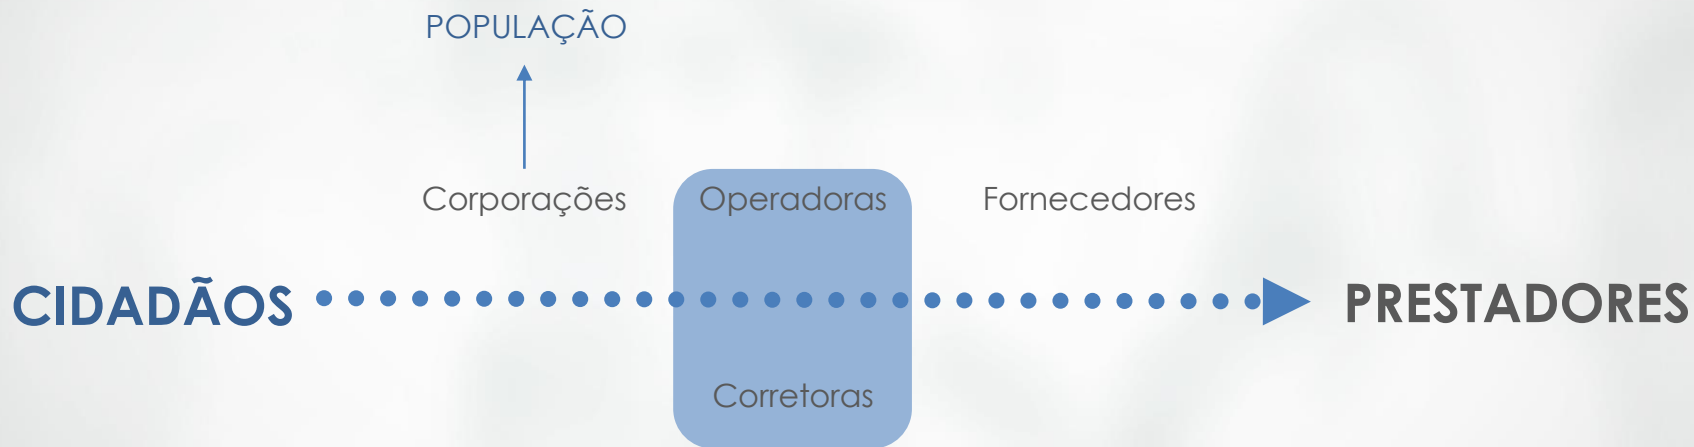 POPULAÇÃO
Corporações Operadoras Fornecedores
CIDADÃOS PRESTADORES
Corretoras